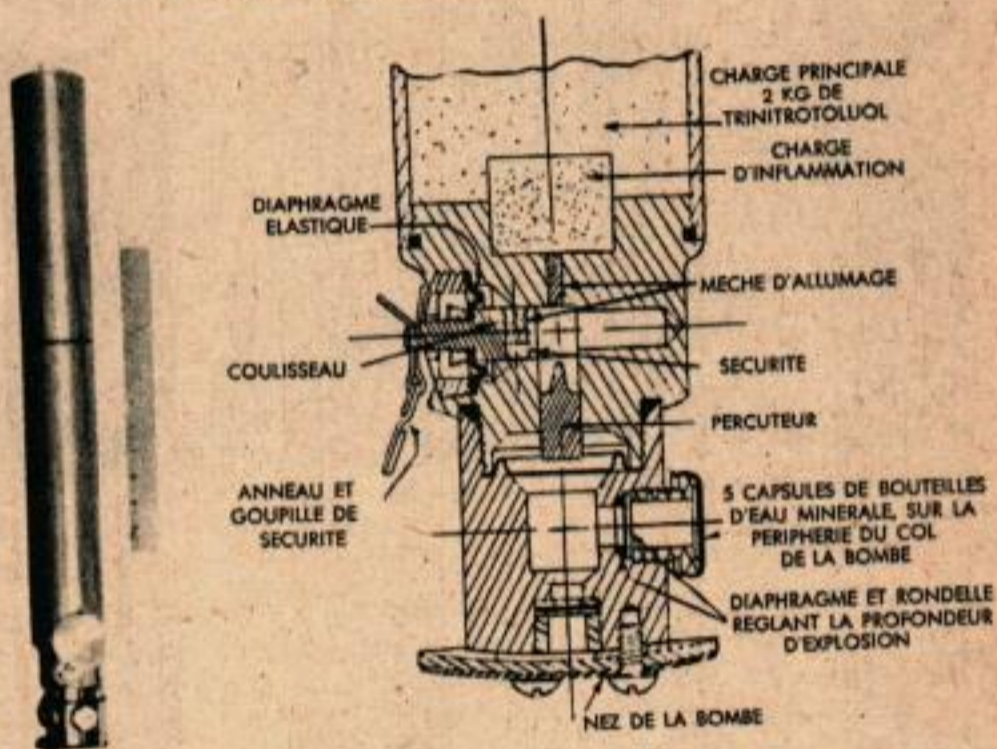 CHARGE PRINCIPALE
2 KG DE
TRINITROTOLUOL
CHARGE
D'INFLAMMATION
DIAPHRAGME
ELASTIQUE
MECHE D'ALLUMAGE
COULISSEAU
SECURITE
PERCUTEUR
ANNEAU ET
GOUPILLE DE
SECURITE
5 CAPSULES DE BOUTEILLES
D'EAU MINERALE, SUR LA
PERIPHERIE DU COL
DE LA BOMBE
DIAPHRAGME ET RONDELLE
REGLANT LA PROFONDEUR
D'EXPLOSION
NEZ DE LA BOMBE